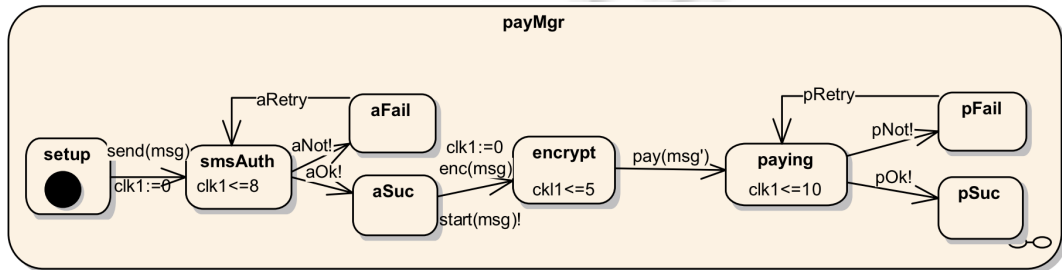 payMgr
setup
send(msg)
clk1:=0
smsAuth
clk1<=8
aRetry
aNot!
aOk!
aFail
aSuc
clk1:=0
enc(msg)
start(msg)!
encrypt
ckl1<=5
pay(msg')
paying
clk1<=10
pRetry
pNot!
pOk!
pFail
pSuc